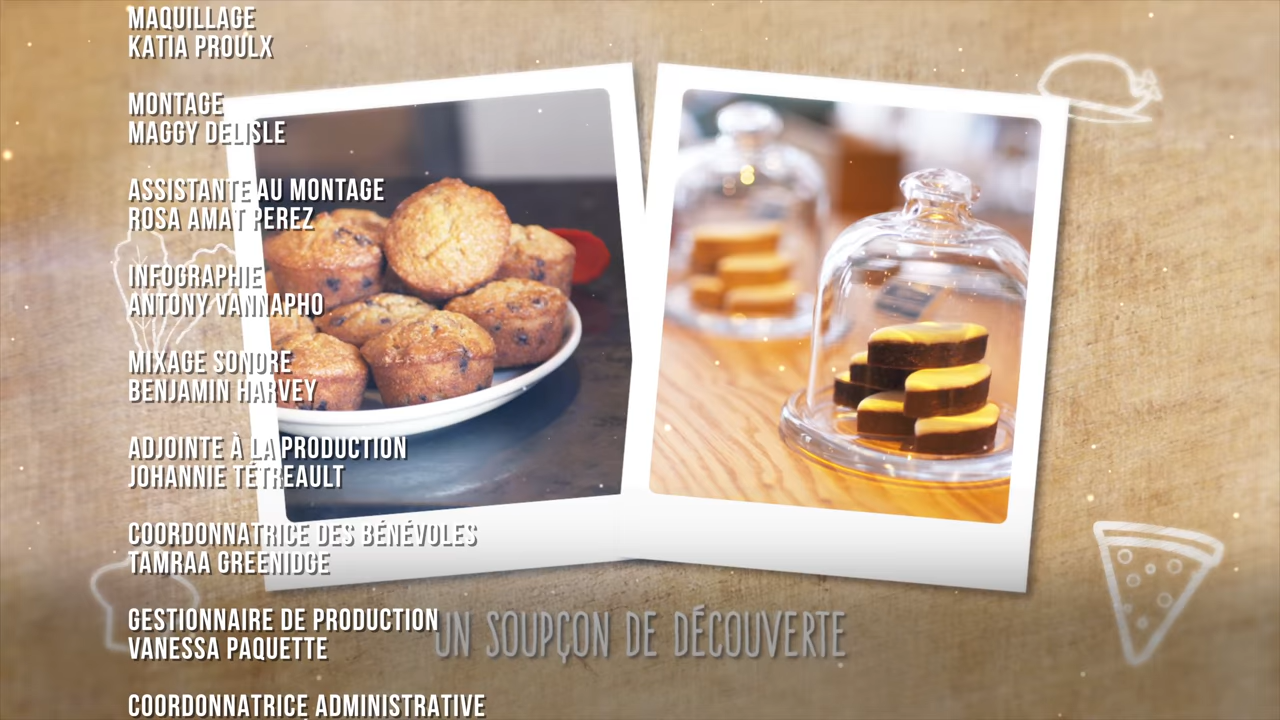 MAQUILLAGE
KATIA PROULX
MONTAGE
MAGGY DELISLE
ASSISTANTE AU MONTAGE
ROSA AMAT PEREZ
INFOGRAPHIE
ANTONY VANNAPHO
MIXAGE SONORE
BENJAMIN HARVEY
ADJOINTE À LA PRODUCTION
JOHANNIE TÉTREAULT
COORDONNATRICE DES BÉNÉVOLES
TAMRAA GREENIDGE
GESTIONNAIRE DE PRODUCTION
VANESSA PAQUETTE
UN SOUPÇON DE DÉCOUVERTE
COORDONNATRICE ADMINISTRATIVE